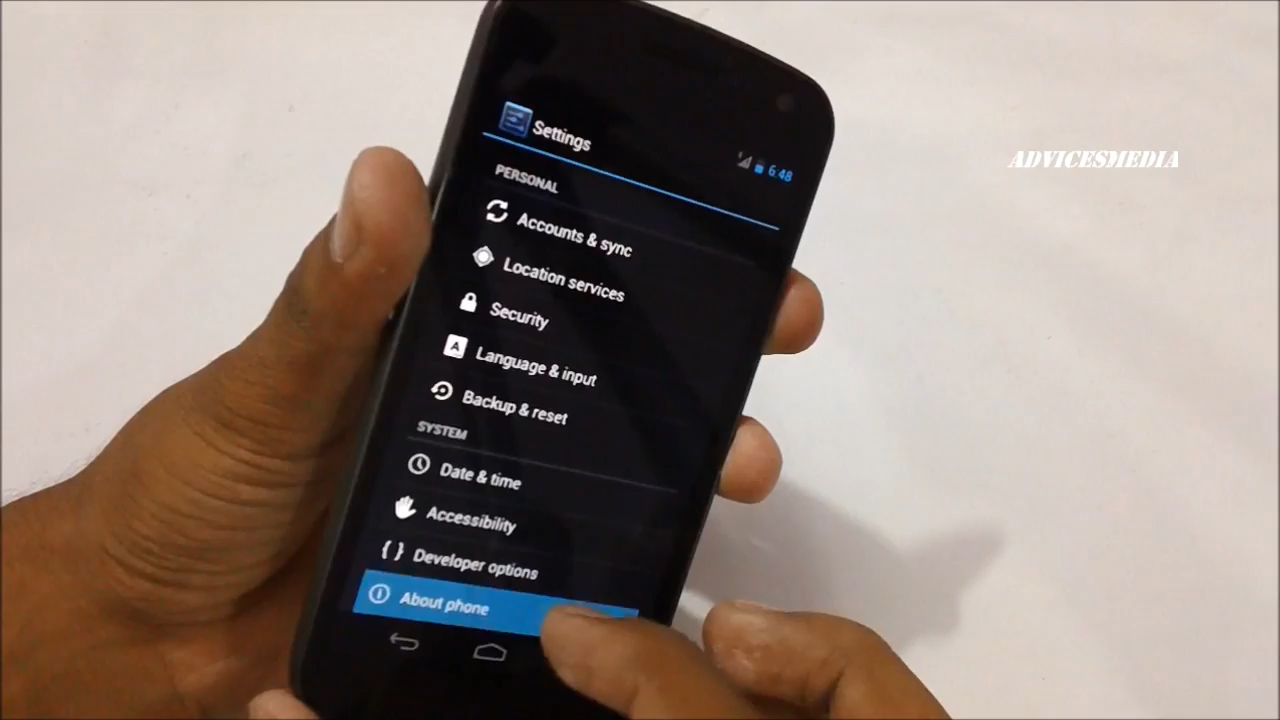 Settings
6:48
ADVICESMEDIA
PERSONAL
Accounts & sync
Location services
Security
A Language & input
Backup & reset
SYSTEM
Date & time
Accessibility
{ } Developer options
About phone